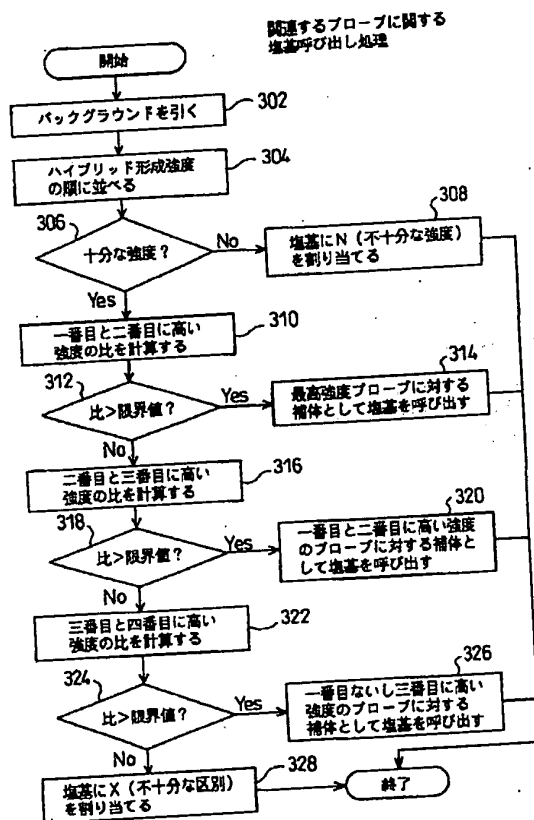 関連するプローブに関する
塩基呼び出し処理
開始
302
バックグラウンドを引く
304
ハイブリッド形成強度
の順に並べる
306
十分な強度？
No
Yes
308
塩基にN（不十分な強度）
を割り当てる
310
一番目と二番目に高い
強度の比を計算する
312
比>限界値？
Yes
No
314
最高強度プローブに対する
補体として塩基を呼び出す
316
二番目と三番目に高い
強度の比を計算する
318
比>限界値？
Yes
No
320
一番目と二番目に高い強度
のプローブに対する補体と
して塩基を呼び出す
322
三番目と四番目に高い
強度の比を計算する
324
比>限界値？
Yes
No
326
一番目ないし三番目に高い
強度のプローブに対する
補体として塩基を呼び出す
328
塩基にX（不十分な区別）
を割り当てる
終了